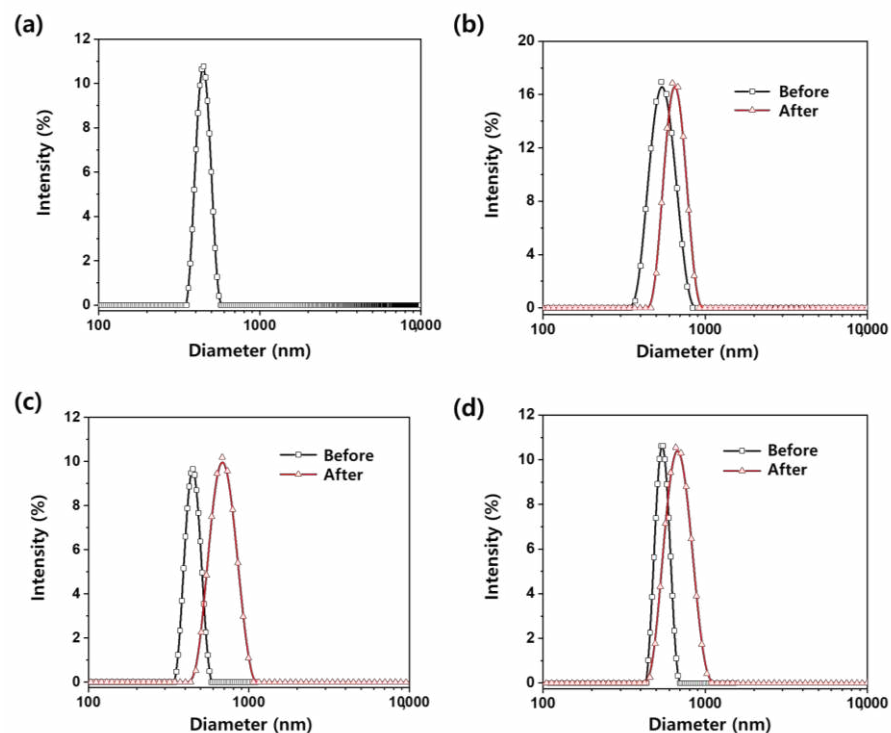 (a)
12
10
8
6
4
2
0
Intensity (%)
100
1000
10000
Diameter (nm)
(b)
20
16
12
8
4
0
Intensity (%)
Before
After
100
1000
10000
Diameter (nm)
(c)
12
10
8
6
4
2
0
Intensity (%)
Before
After
100
1000
10000
Diameter (nm)
(d)
12
10
8
6
4
2
0
Intensity (%)
Before
After
100
1000
10000
Diameter (nm)